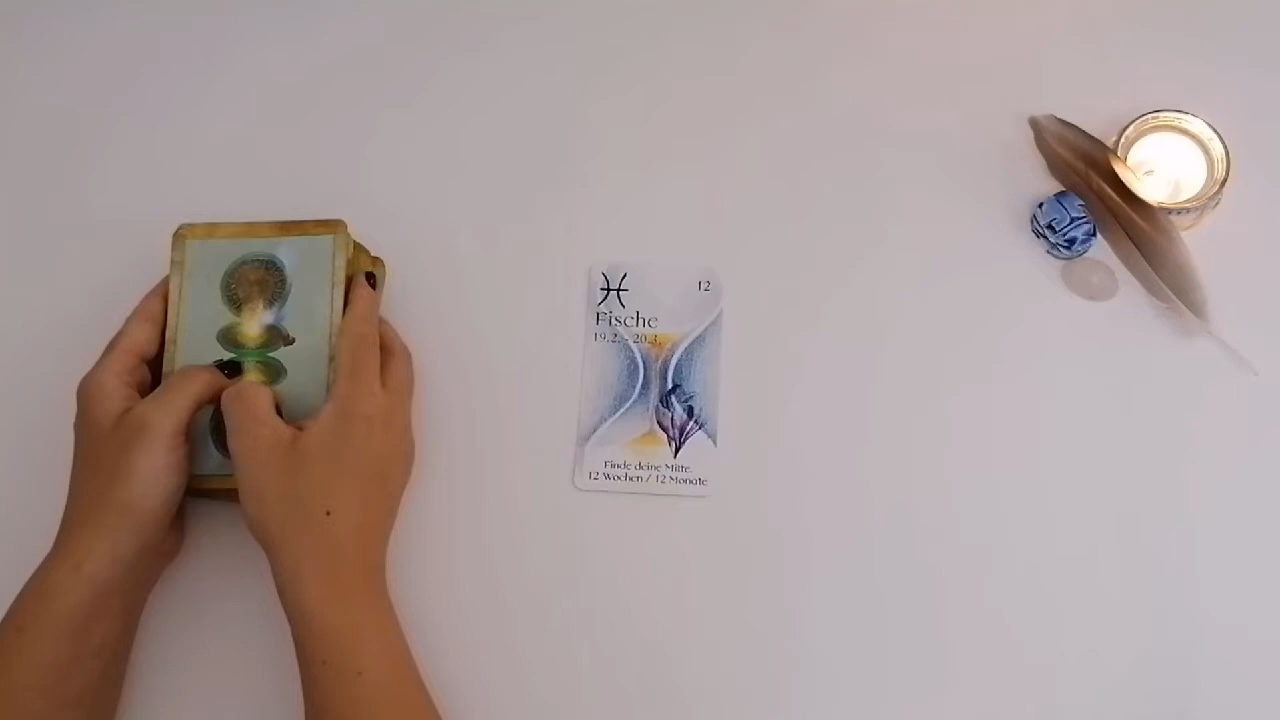 12
Fische
19.2. - 20.3.
Finde deine Mitte.
12 Wochen / 12 Monate